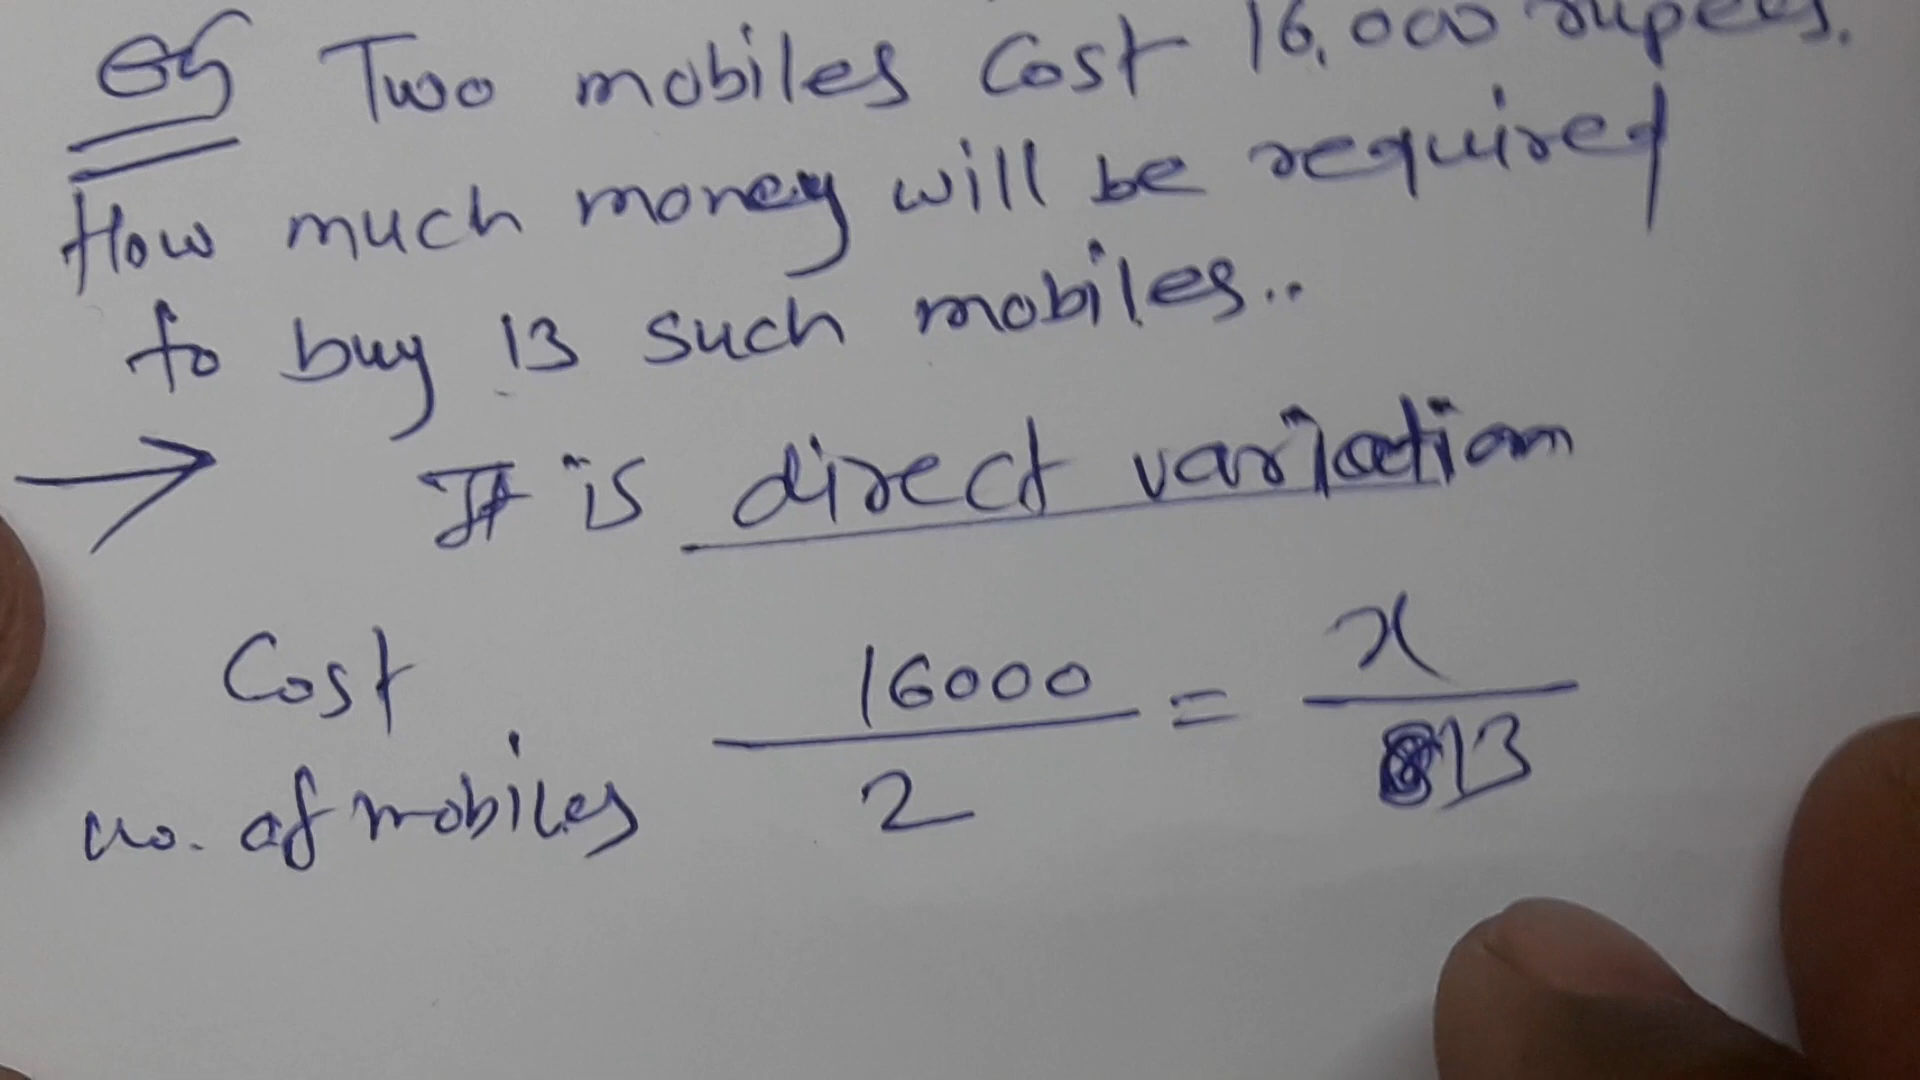 Q5 Two mobiles cost 16,000 rupees.
How much money will be required
to buy 13 such mobiles..
→ It is direct variation
Cost 16000 = x
no. of mobiles 2 13